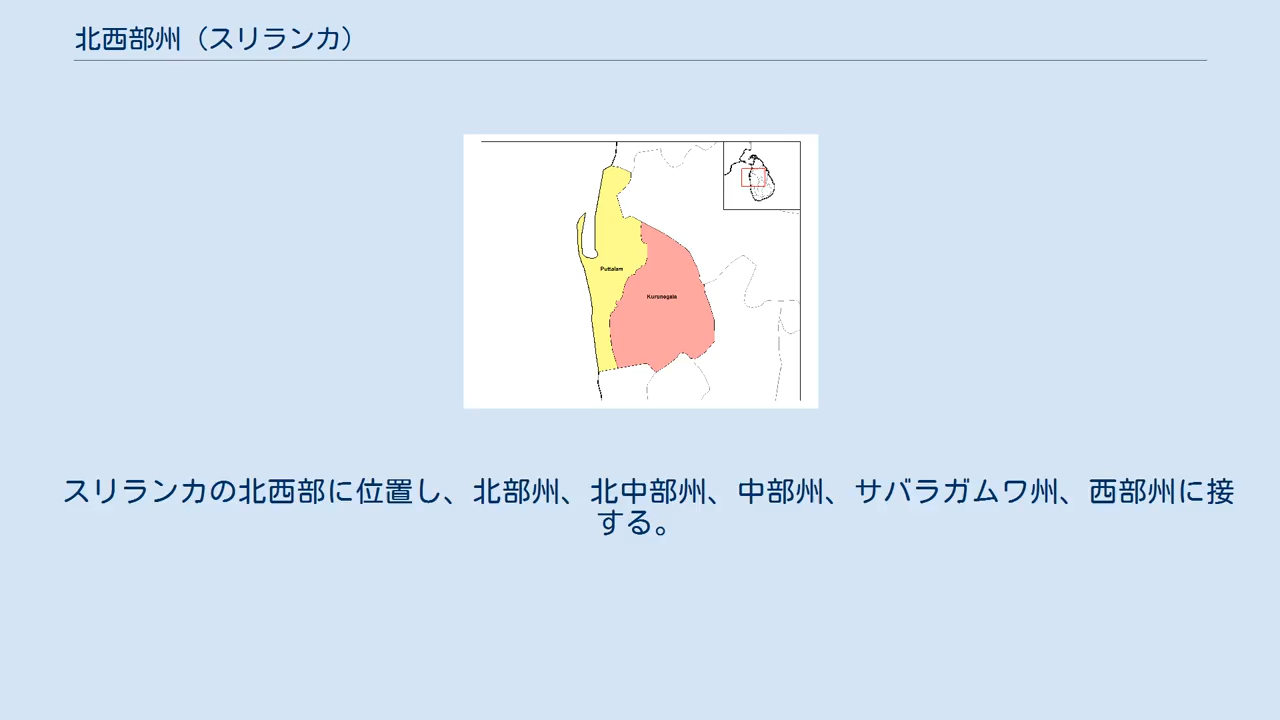 北西部州（スリランカ）
Puttalam
Kurunegala
スリランカの北西部に位置し、北部州、北中部州、中部州、サバラガムワ州、西部州に接
する。